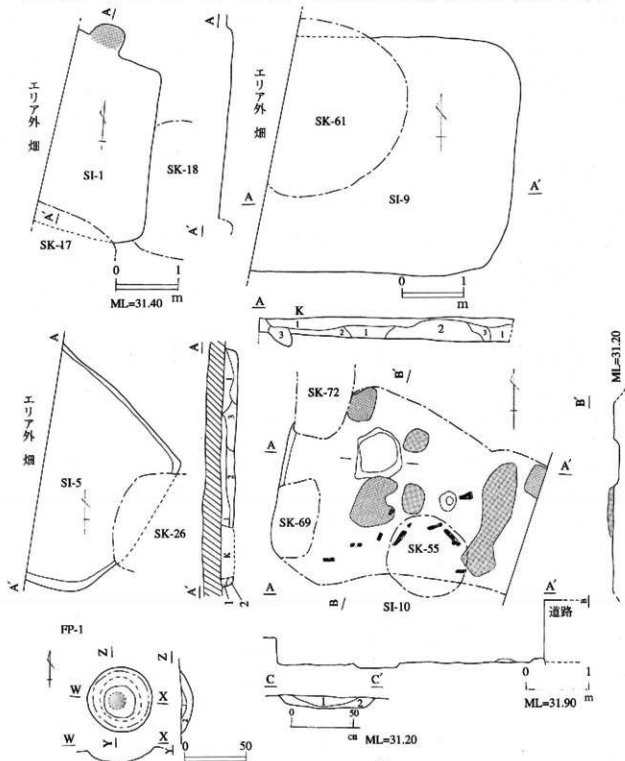 A
エリア外 畑
SI-1
SK-18
SK-17
A'
A
A'
0 1
m
ML=31.40
エリア外 畑
SK-61
SI-9
A
A'
0 1
m
A
K
1
2
1
2
3
1
3
A
エリア外 畑
SI-5
SK-26
A'
A
1
3
2
K
A'
1
2
SK-72
B'
A
A'
SK-69
SK-55
A
B
SI-10
A'
道路
B
ML=31.20
B'
C
C'
1
2
0 50
cm
ML=31.20
0 1
m
ML=31.90
FP-1
Z
Z
W
X
Y
W
X
Y
0 50